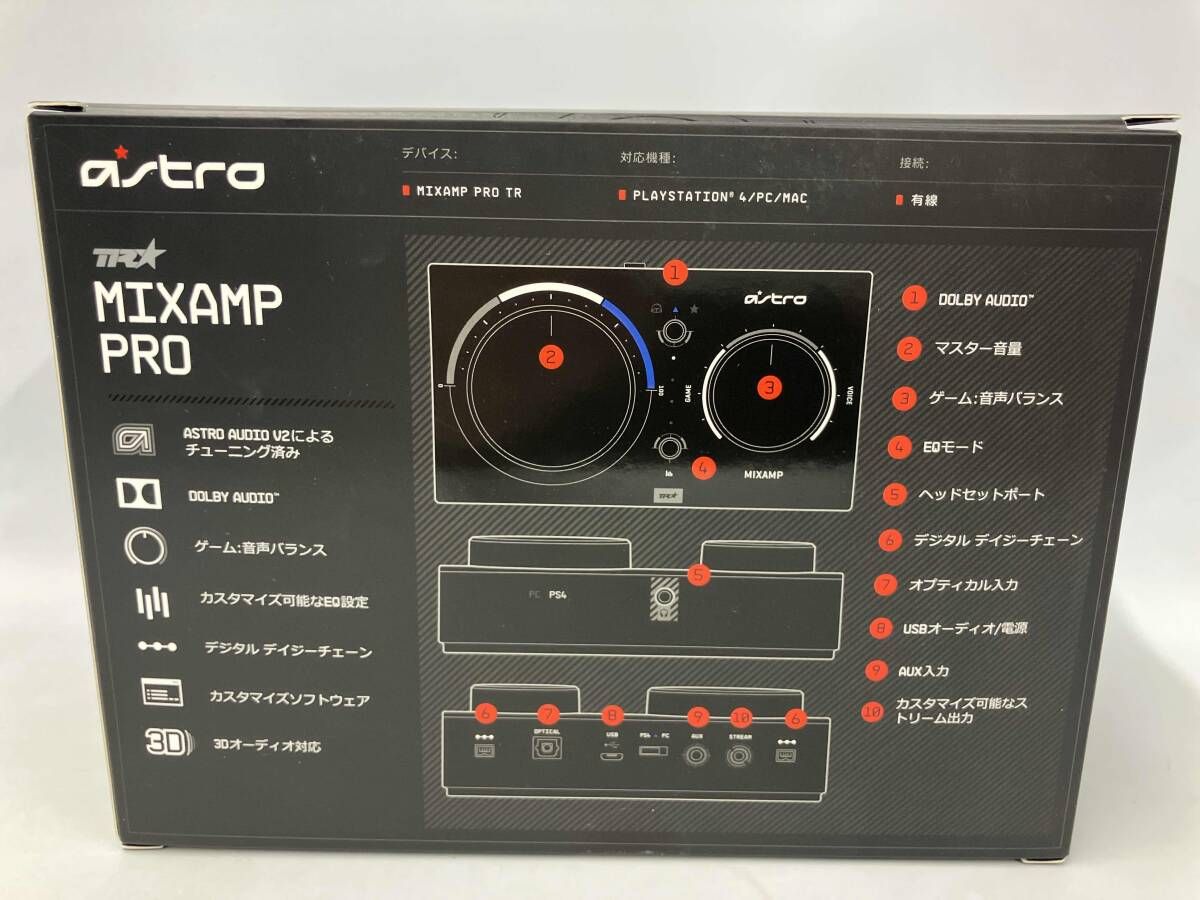 astro
デバイス:
MIXAMP PRO TR
対応機種:
PLAYSTATION® 4/PC/MAC
接続:
有線
TR
MIXAMP
PRO
ASTRO AUDIO V2による
チューニング済み
DOLBY AUDIO™
ゲーム:音声バランス
カスタマイズ可能なEQ設定
デジタル デイジーチェーン
カスタマイズソフトウェア
3D
3Dオーディオ対応
1
astro
2
3
0
100
GAME
VOICE
4
MIXAMP
TR
5
PC PS4
6
7
8
9
10
6
OPTICAL
USB
PS4 PC
AUX
STREAM
1 DOLBY AUDIO™
2 マスター音量
3 ゲーム:音声バランス
4 EQモード
5 ヘッドセットポート
6 デジタル デイジーチェーン
7 オプティカル入力
8 USBオーディオ/電源
9 AUX入力
10 カスタマイズ可能なス
トリーム出力